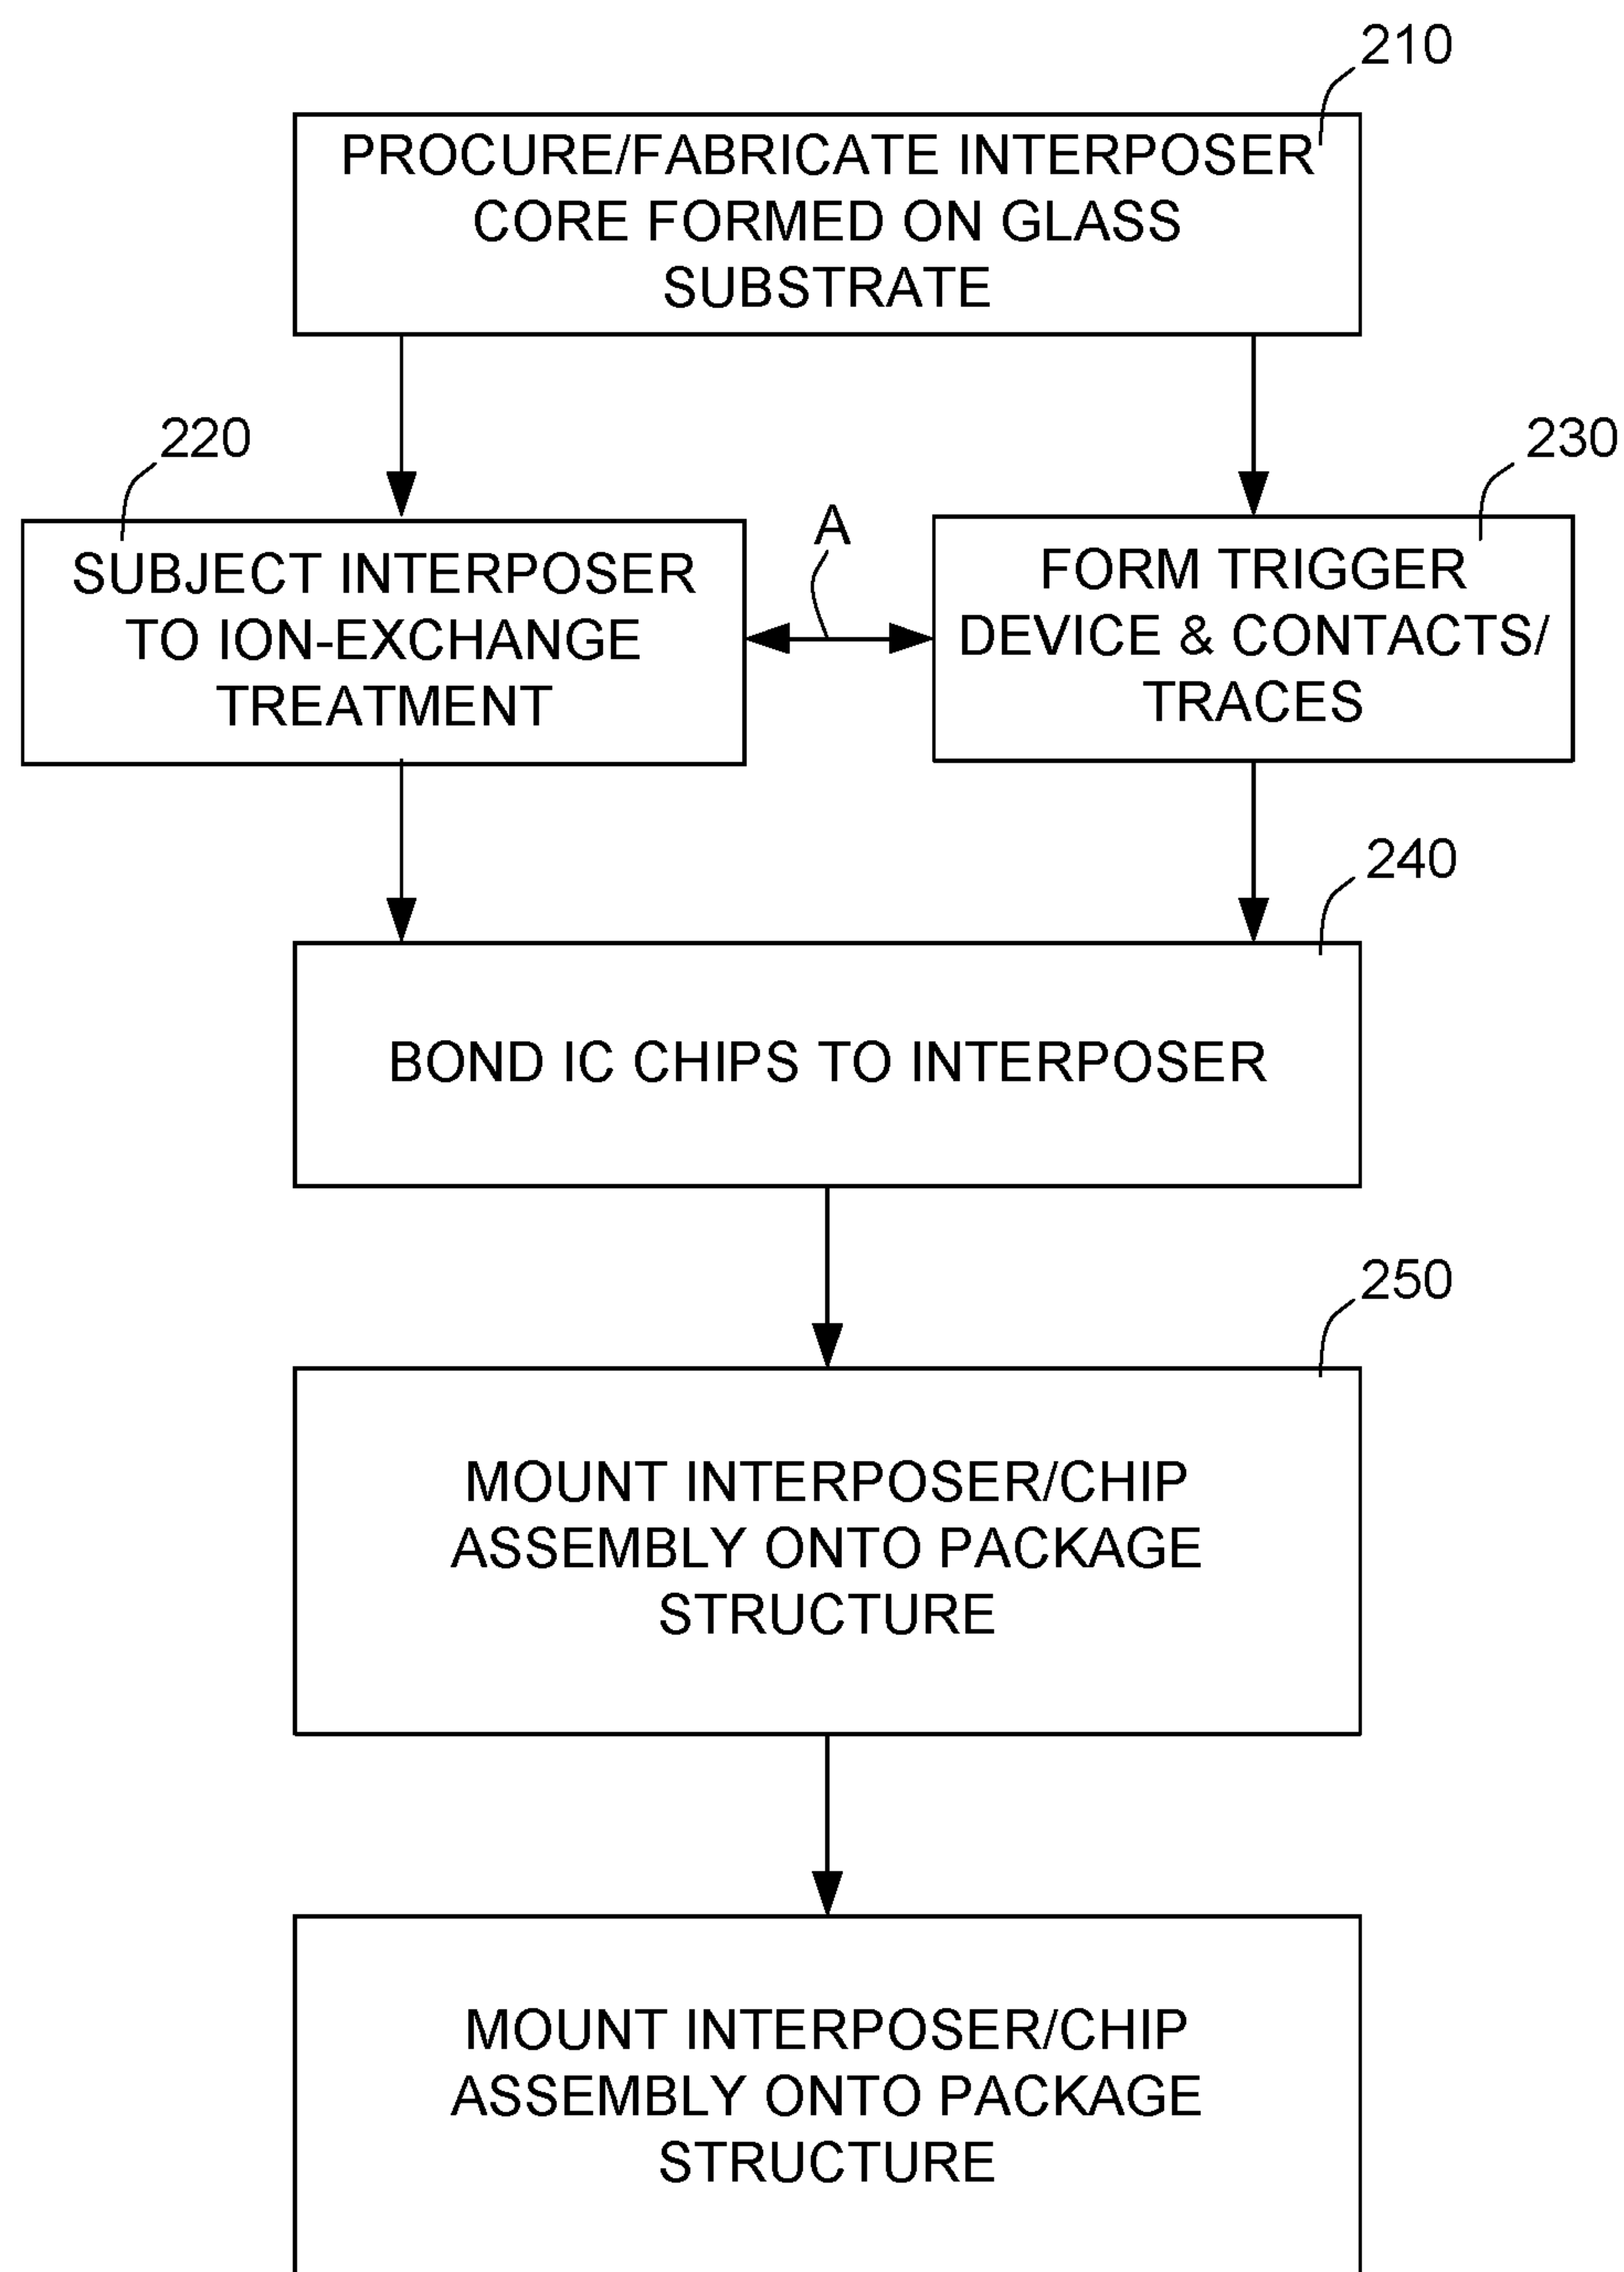 210
PROCURE/FABRICATE INTERPOSER
CORE FORMED ON GLASS
SUBSTRATE
220
SUBJECT INTERPOSER
TO ION-EXCHANGE
TREATMENT
A
230
FORM TRIGGER
DEVICE & CONTACTS/
TRACES
240
BOND IC CHIPS TO INTERPOSER
250
MOUNT INTERPOSER/CHIP
ASSEMBLY ONTO PACKAGE
STRUCTURE
MOUNT INTERPOSER/CHIP
ASSEMBLY ONTO PACKAGE
STRUCTURE